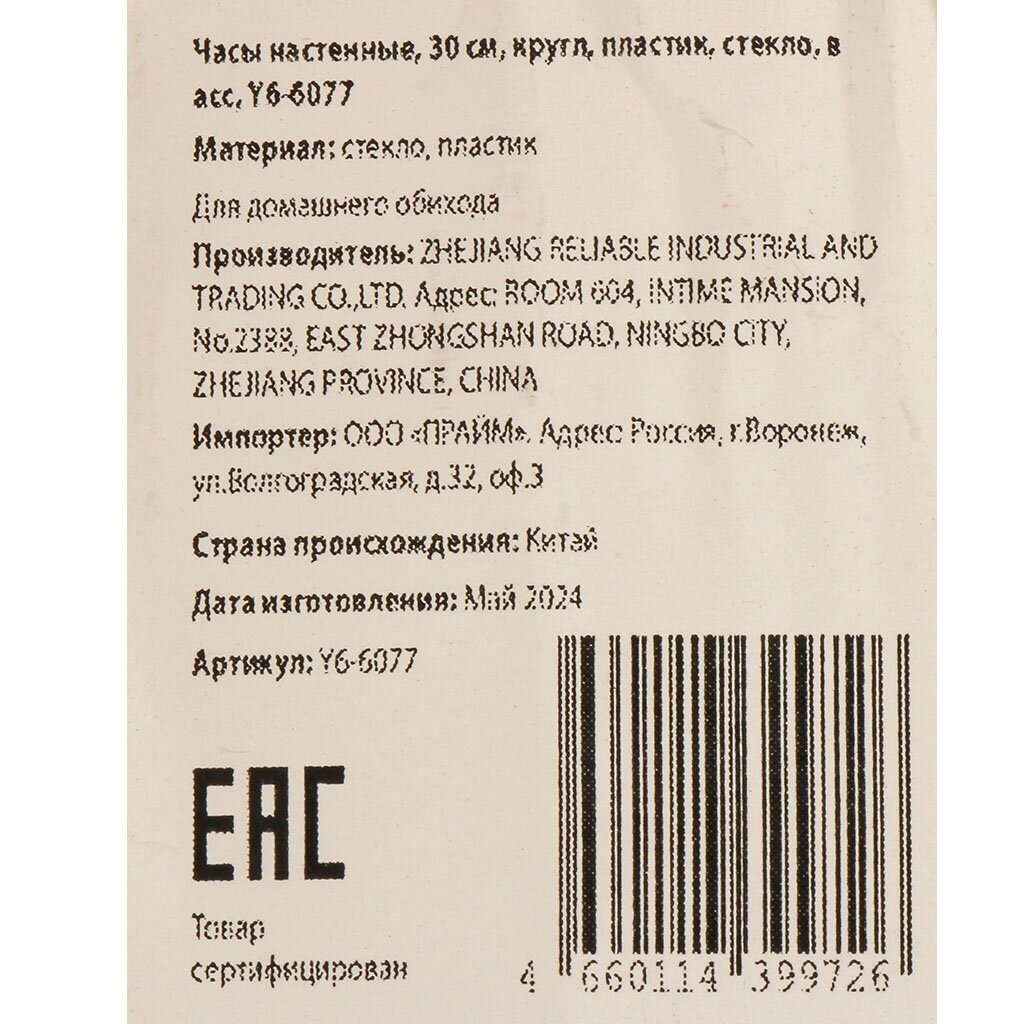 Часы настенные, 30 см, кругл, пластик, стекло, в
асс, Y6-6077
Материал: стекло, пластик
Для домашнего обихода
Производитель: ZHEJIANG RELIABLE INDUSTRIAL AND
TRADING CO.,LTD. Адрес: ROOM 604, INTIME MANSION,
No.2388, EAST ZHONGSHAN ROAD, NINGBO CITY,
ZHEJIANG PROVINCE, CHINA
Импортер: ООО «ПРАЙМ». Адрес: Россия, г.Воронеж,
ул.Волгоградская, д.32, оф.3
Страна происхождения: Китай
Дата изготовления: Май 2024
Артикул: Y6-6077
EAC
Товар
сертифицирован
4 660114 399726